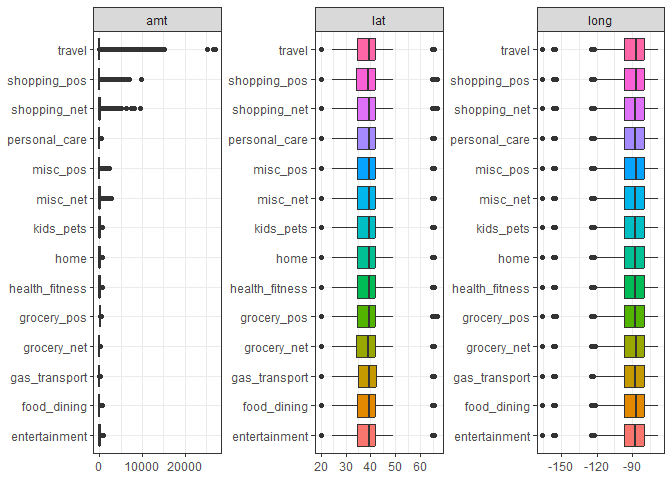 amt
travel
shopping_pos
shopping_net
personal_care
misc_pos
misc_net
kids_pets
home
health_fitness
grocery_pos
grocery_net
gas_transport
food_dining
entertainment
0 10000 20000
lat
travel
shopping_pos
shopping_net
personal_care
misc_pos
misc_net
kids_pets
home
health_fitness
grocery_pos
grocery_net
gas_transport
food_dining
entertainment
20 30 40 50 60
long
travel
shopping_pos
shopping_net
personal_care
misc_pos
misc_net
kids_pets
home
health_fitness
grocery_pos
grocery_net
gas_transport
food_dining
entertainment
-150 -120 -90